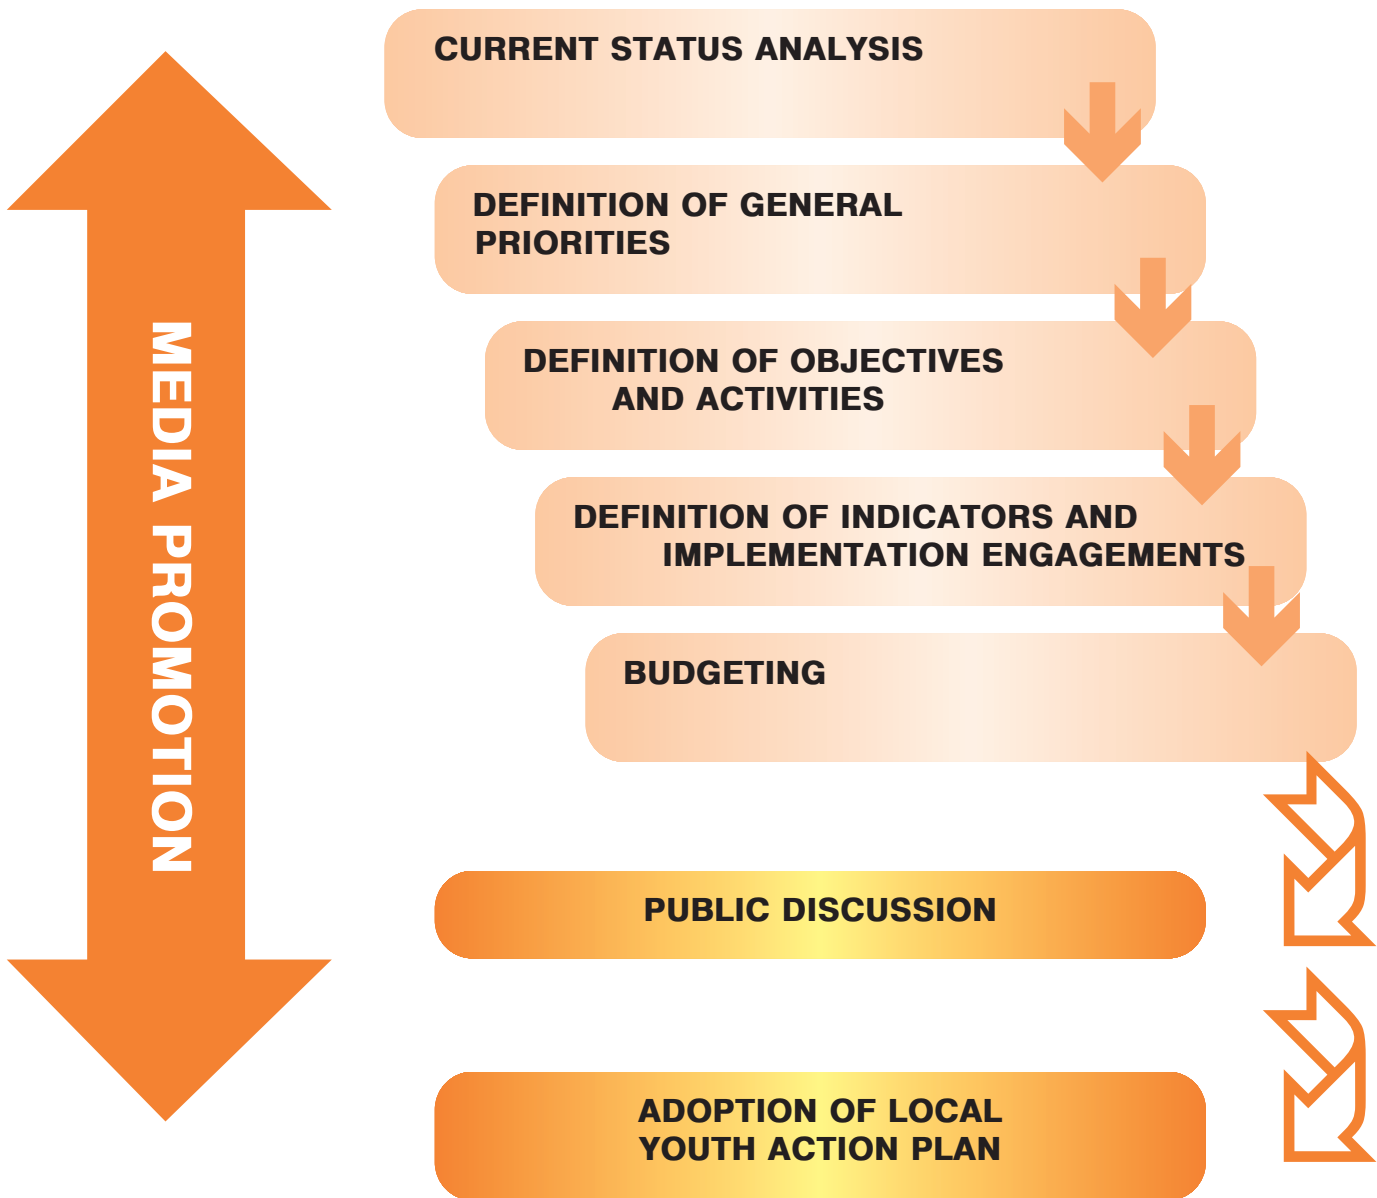 CURRENT STATUS ANALYSIS
DEFINITION OF GENERAL
PRIORITIES
DEFINITION OF OBJECTIVES
AND ACTIVITIES
DEFINITION OF INDICATORS AND
IMPLEMENTATION ENGAGEMENTS
BUDGETING
MEDIA PROMOTION
PUBLIC DISCUSSION
ADOPTION OF LOCAL
YOUTH ACTION PLAN